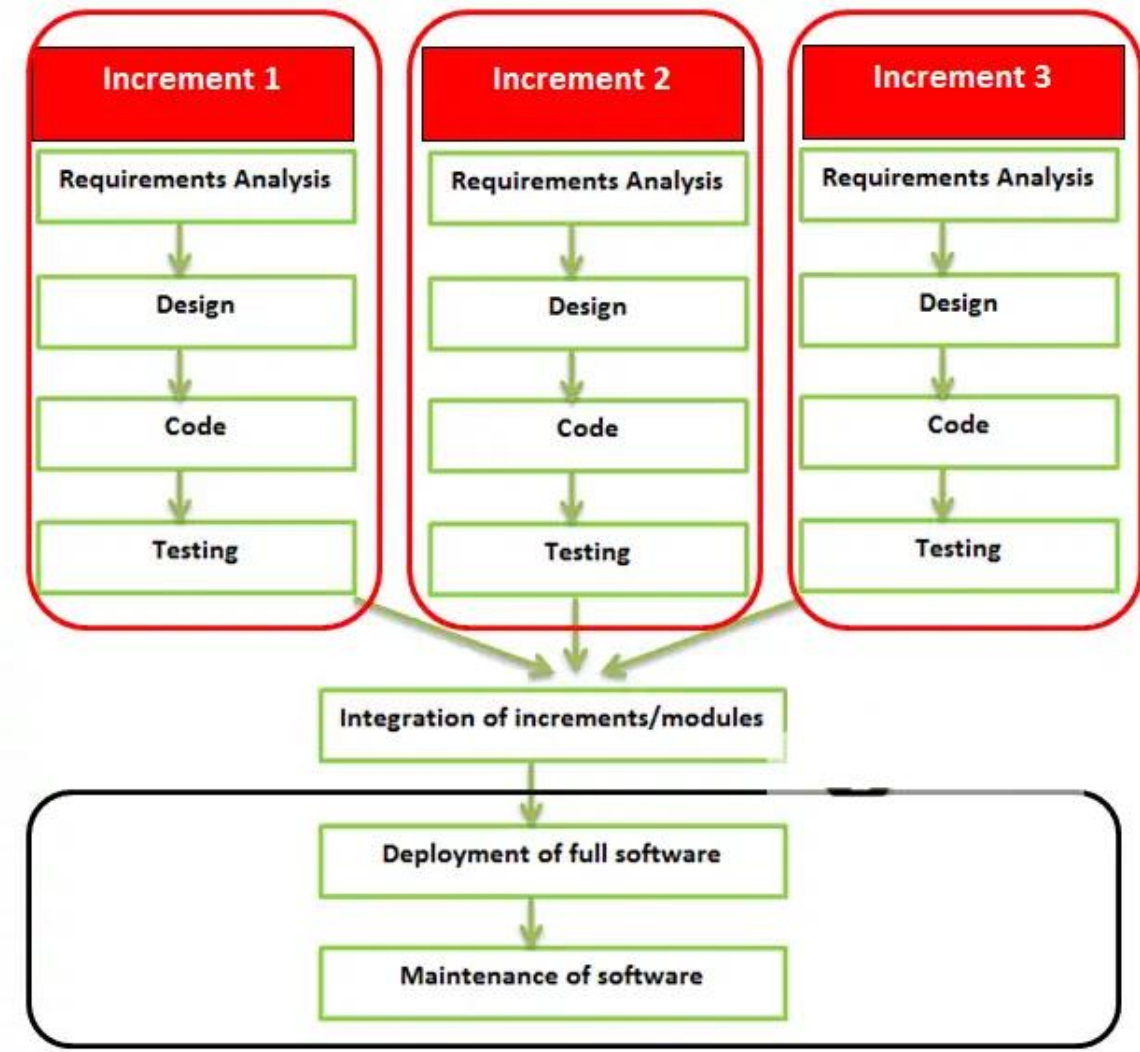 Increment 1
Requirements Analysis
Design
Code
Testing
Increment 2
Requirements Analysis
Design
Code
Testing
Increment 3
Requirements Analysis
Design
Code
Testing
Integration of increments/modules
Deployment of full software
Maintenance of software